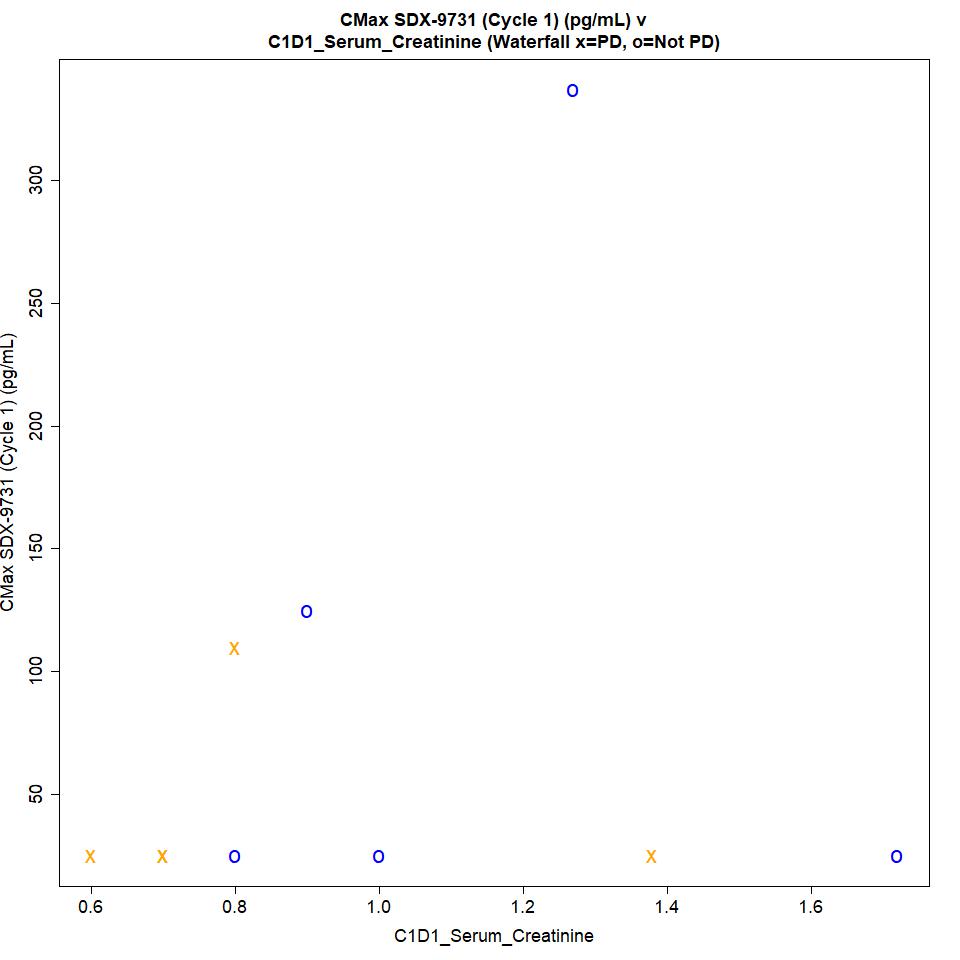 CMax SDX-9731 (Cycle 1) (pg/mL) v
C1D1_Serum_Creatinine (Waterfall x=PD, o=Not PD)
CMax SDX-9731 (Cycle 1) (pg/mL)
300
250
200
150
100
50
O
O
X
X
X
O
O
X
O
0.6
0.8
1.0
1.2
1.4
1.6
C1D1_Serum_Creatinine